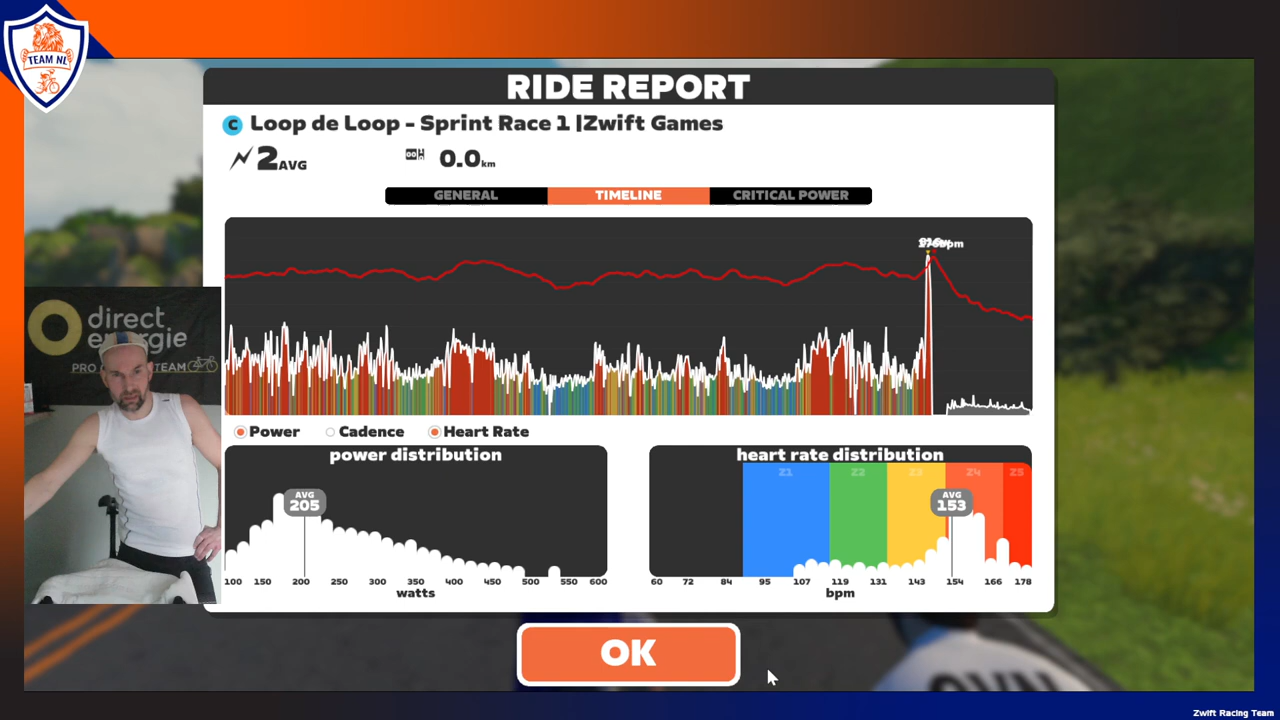 TEAM NL
RIDE REPORT
C Loop de Loop - Sprint Race 1 |Zwift Games
2AVG
0.0km
GENERAL
TIMELINE
CRITICAL POWER
bpm
direct
energie
PRO
TEAM
Power
Cadence
Heart Rate
power distribution
AVG
205
100 150 200 250 300 350 400 450 500 550 600
watts
heart rate distribution
Z1 Z2 Z3 Z4 Z5
AVG
153
60 72 84 95 107 119 131 143 154 166 178
bpm
OK
Zwift Racing Team